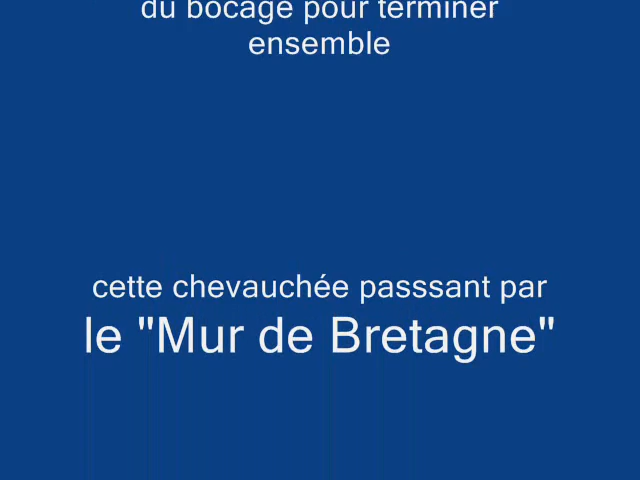 du bocage pour terminer
ensemble
cette chevauchée passsant par
le "Mur de Bretagne"